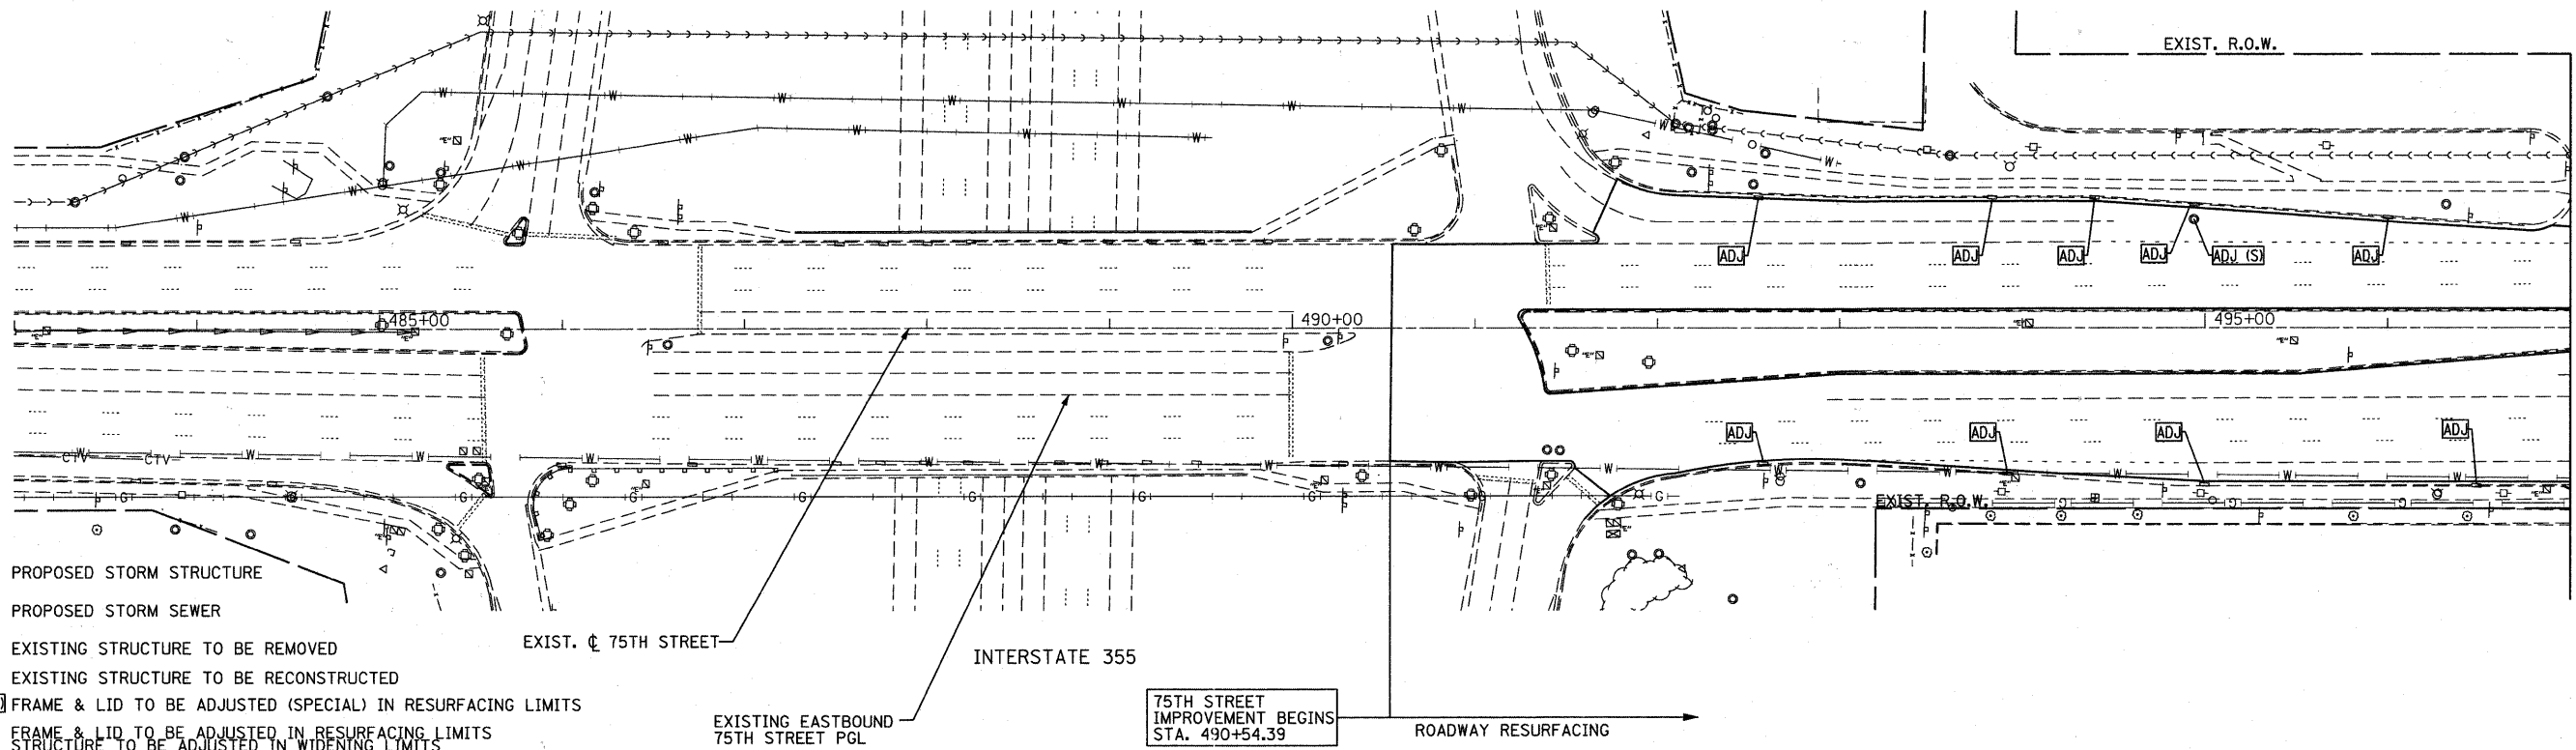 EXIST. R.O.W.
W W W W W W W
W W W W
W
W
"E"
W
W
ADJ ADJ ADJ ADJ ADJ (S) ADJ
485+00 490+00 495+00
"E" "E" "E" "E" "E"
ADJ ADJ ADJ ADJ
CTV W CTV W W W W W W W W W W W W W
G G G G G G G G G G G
EXIST. R.O.W.
PROPOSED STORM STRUCTURE
PROPOSED STORM SEWER
EXISTING STRUCTURE TO BE REMOVED
EXISTING STRUCTURE TO BE RECONSTRUCTED
FRAME & LID TO BE ADJUSTED (SPECIAL) IN RESURFACING LIMITS
FRAME & LID TO BE ADJUSTED IN RESURFACING LIMITS
STRUCTURE TO BE ADJUSTED IN WIDENING LIMITS
EXIST. ℄ 75TH STREET
INTERSTATE 355
EXISTING EASTBOUND
75TH STREET PGL
75TH STREET
IMPROVEMENT BEGINS
STA. 490+54.39
ROADWAY RESURFACING